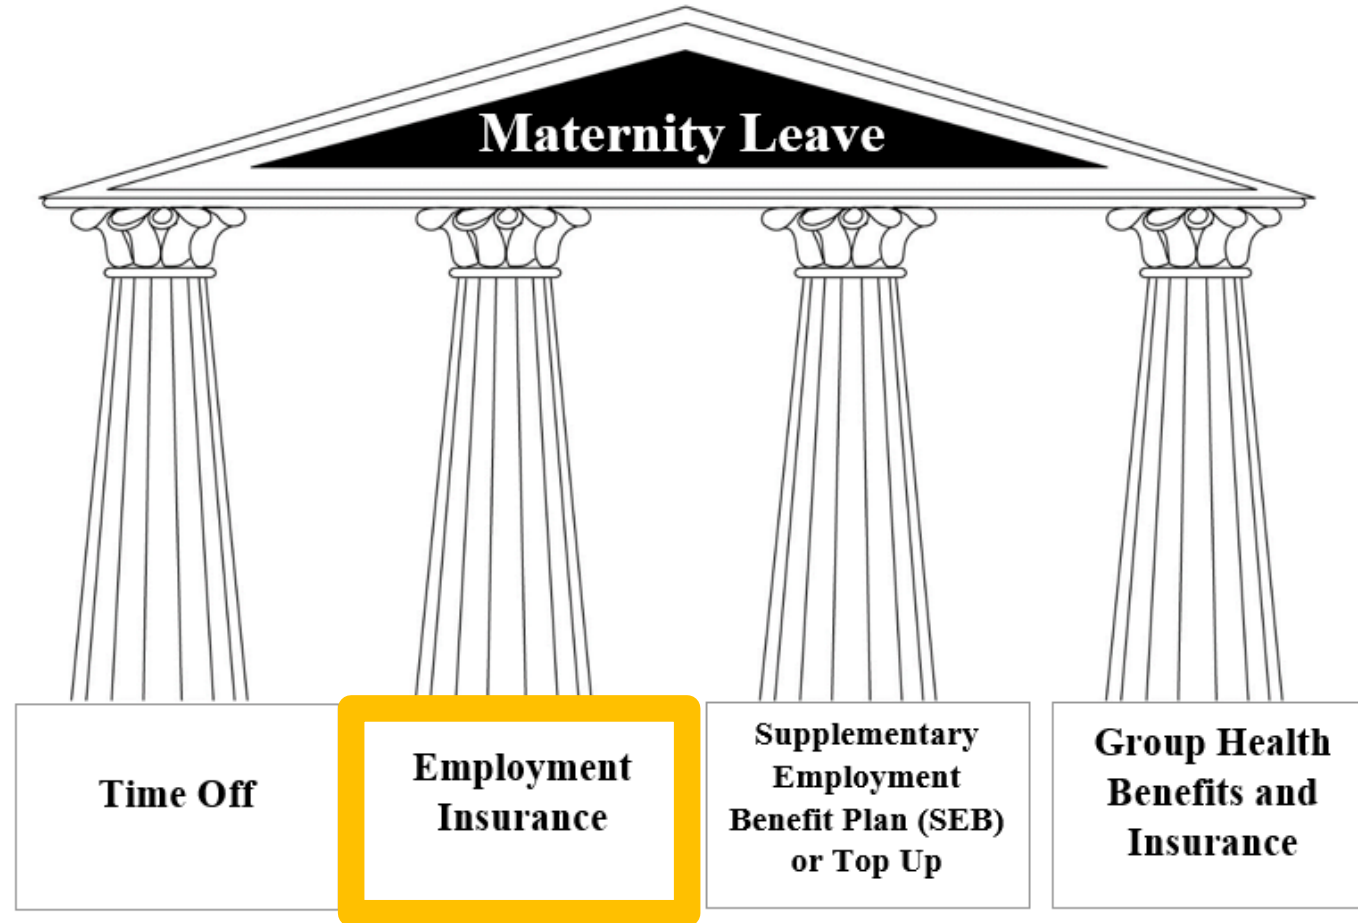 Maternity Leave
Time Off
Employment
Insurance
Supplementary
Employment
Benefit Plan (SEB)
or Top Up
Group Health
Benefits and
Insurance